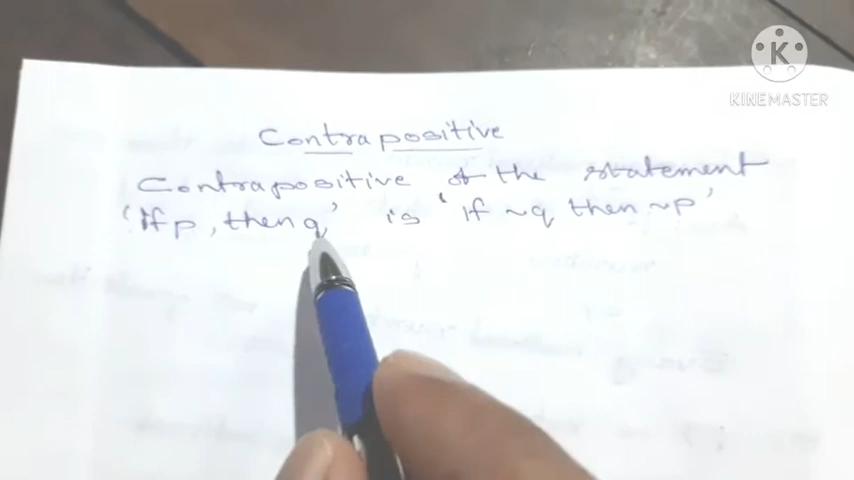 KINEMASTER
Contrapositive
Contrapositive of the statement
'If p, then q' is 'if ~q then ~p'